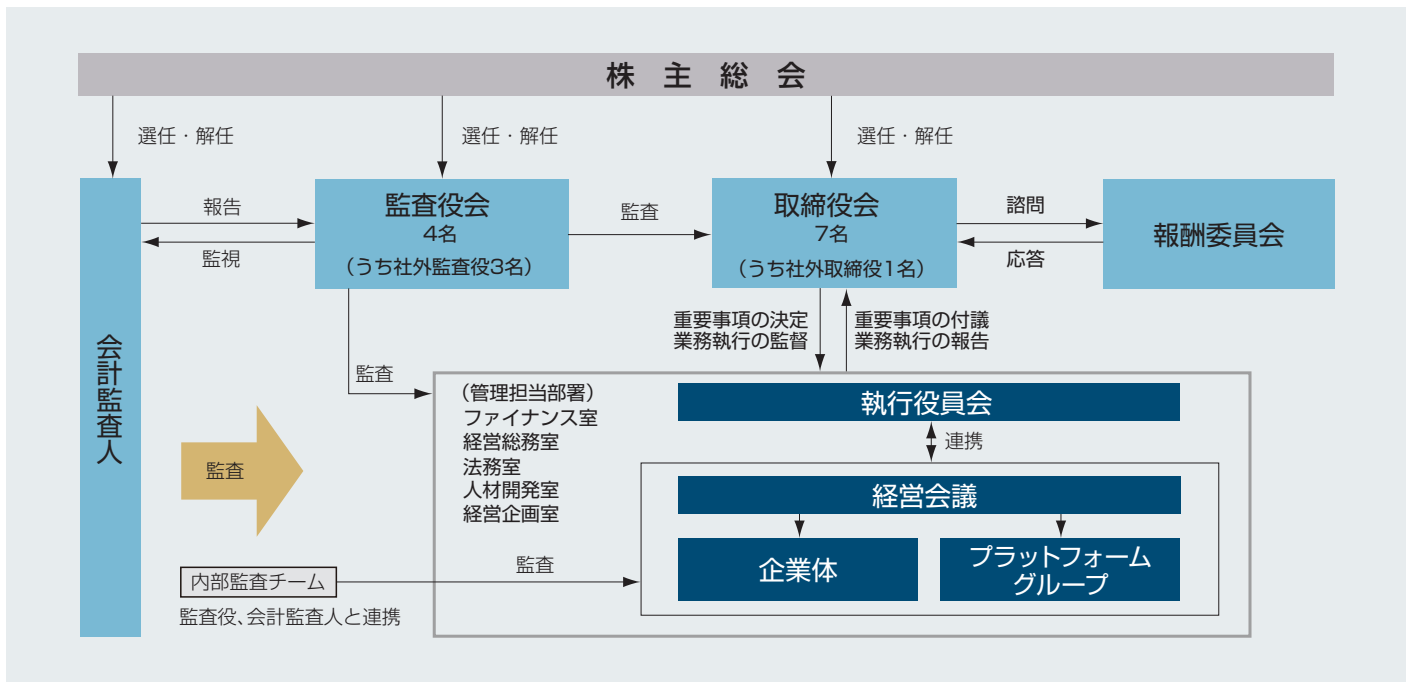 株主総会
選任・解任
選任・解任
選任・解任
会計監査人
報告
監視
監査役会
4名
（うち社外監査役3名）
監査
取締役会
7名
（うち社外取締役1名）
諮問
応答
報酬委員会
重要事項の決定
業務執行の監督
重要事項の付議
業務執行の報告
監査
（管理担当部署）
ファイナンス室
経営総務室
法務室
人材開発室
経営企画室
執行役員会
連携
経営会議
企業体
プラットフォーム
グループ
監査
内部監査チーム
監査
監査役、会計監査人と連携